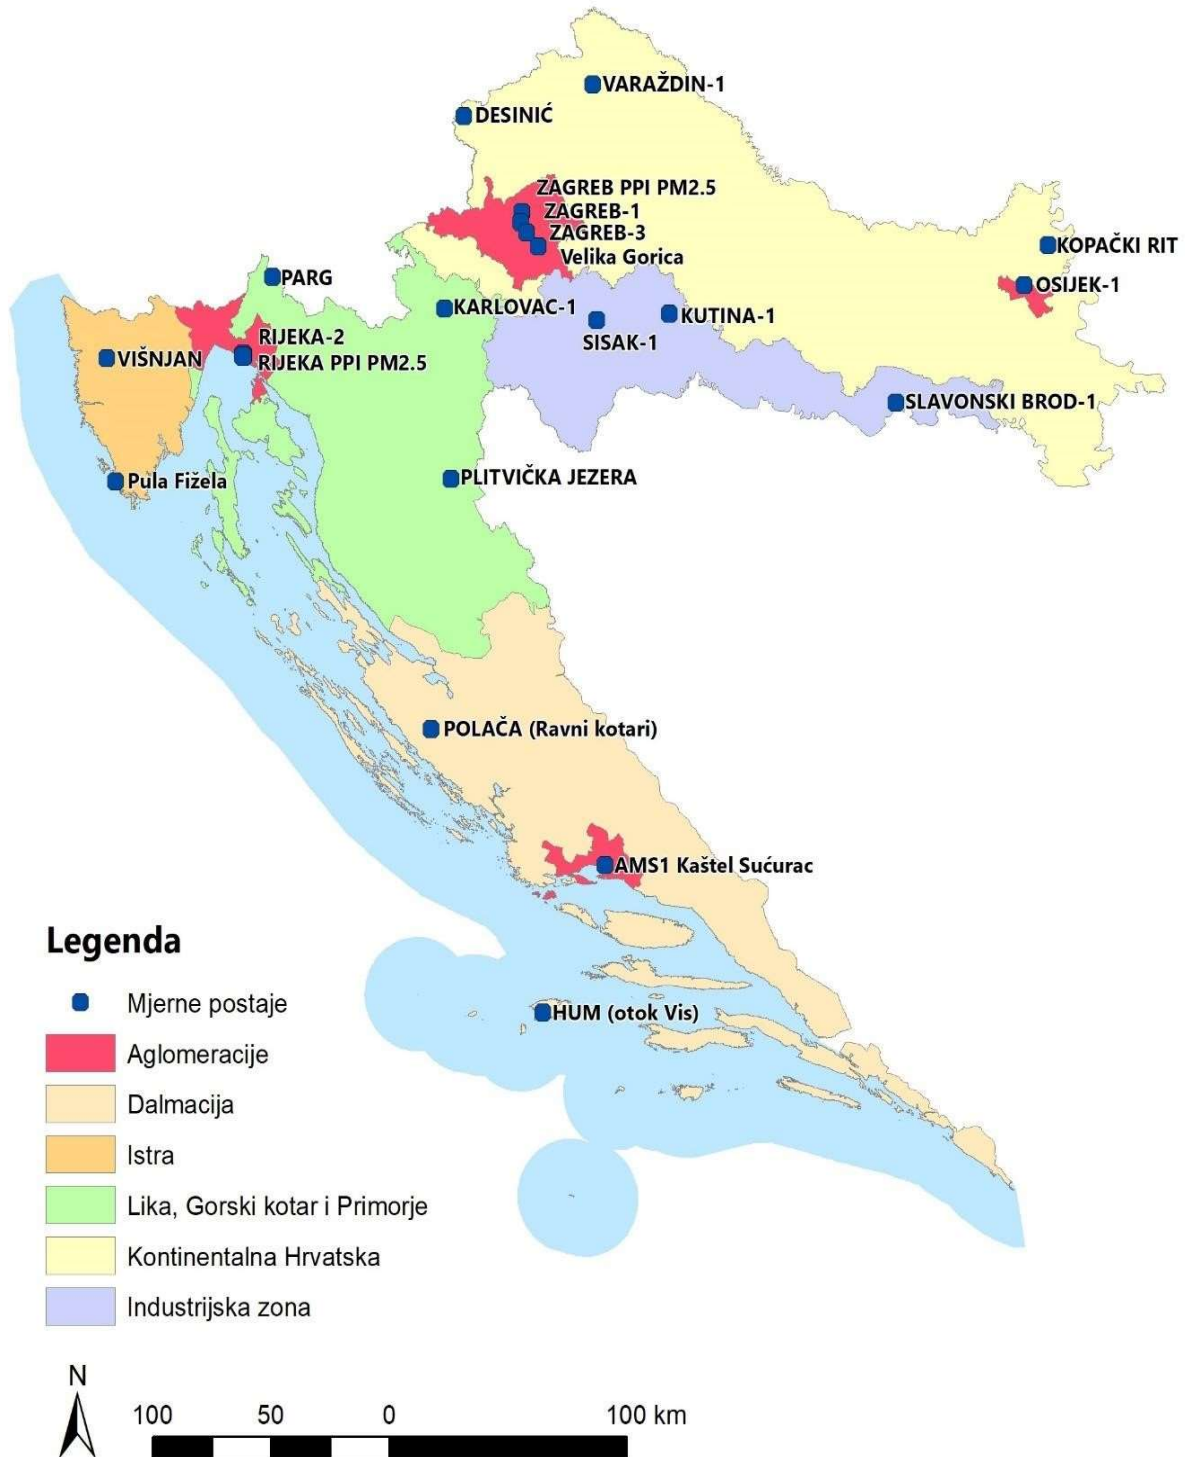 VARAŽDIN-1
DESINIĆ
ZAGREB PPI PM2.5
ZAGREB-1
ZAGREB-3
Velika Gorica
KOPAČKI RIT
OSIJEK-1
PARG
KARLOVAC-1
KUTINA-1
SISAK-1
RIJEKA-2
RIJEKA PPI PM2.5
VIŠNJAN
SLAVONSKI BROD-1
Pula Fižela
PLITVIČKA JEZERA
POLAČA (Ravni kotari)
AMS1 Kaštel Sućurac
HUM (otok Vis)
Legenda
Mjerne postaje
Aglomeracije
Dalmacija
Istra
Lika, Gorski kotar i Primorje
Kontinentalna Hrvatska
Industrijska zona
N
100 50 0 100 km